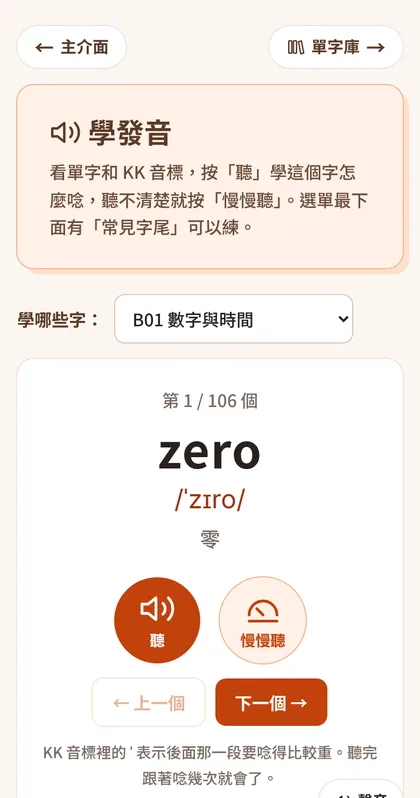 ← 主介面
單字庫 →
學發音
看單字和 KK 音標，按「聽」學這個字怎
麼唸，聽不清楚就按「慢慢聽」。選單最下
面有「常見字尾」可以練。
學哪些字：
B01 數字與時間
第 1 / 106 個
zero
/ˈzɪro/
零
聽
慢慢聽
← 上一個
下一個 →
KK 音標裡的 ˈ 表示後面那一段要唸得比較重。聽完
跟著唸幾次就會了。
聲音